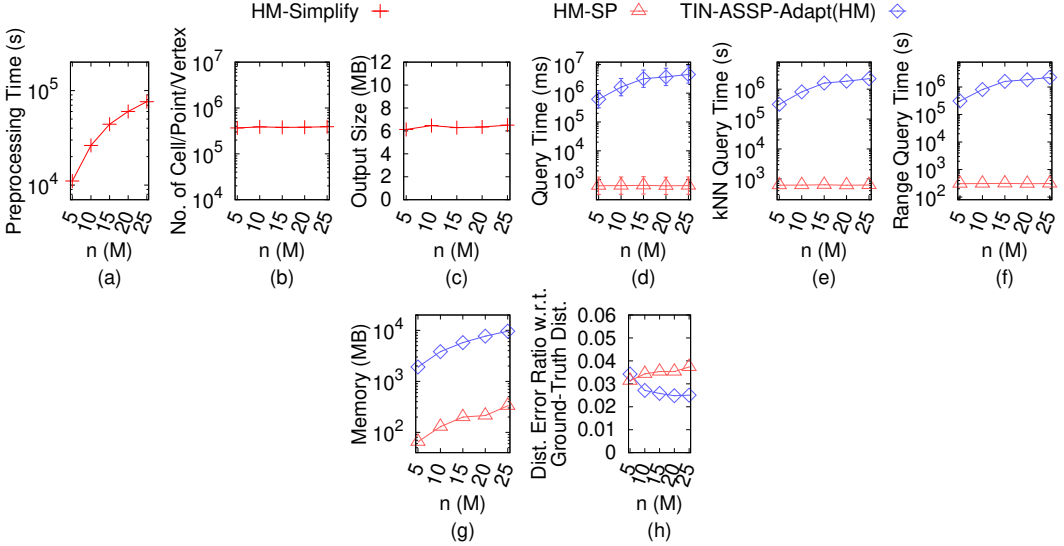 HM-Simplify HM-SP TIN-ASSP-Adapt(HM)
Preprocessing Time (s)
10^5
10^4
5 10 15 20 25
n (M)
(a)
No. of Cell/Point/Vertex
10^7
10^6
10^5
10^4
5 10 15 20 25
n (M)
(b)
Output Size (MB)
12
10
8
6
4
2
0
5 10 15 20 25
n (M)
(c)
Query Time (ms)
10^7
10^6
10^5
10^4
10^3
5 10 15 20 25
n (M)
(d)
kNN Query Time (s)
10^6
10^5
10^4
10^3
5 10 15 20 25
n (M)
(e)
Range Query Time (s)
10^6
10^5
10^4
10^3
10^2
5 10 15 20 25
n (M)
(f)
Memory (MB)
10^4
10^3
10^2
5 10 15 20 25
n (M)
(g)
Dist. Error Ratio w.r.t.
Ground-Truth Dist.
0.06
0.05
0.04
0.03
0.02
0.01
0
5 10 15 20 25
n (M)
(h)